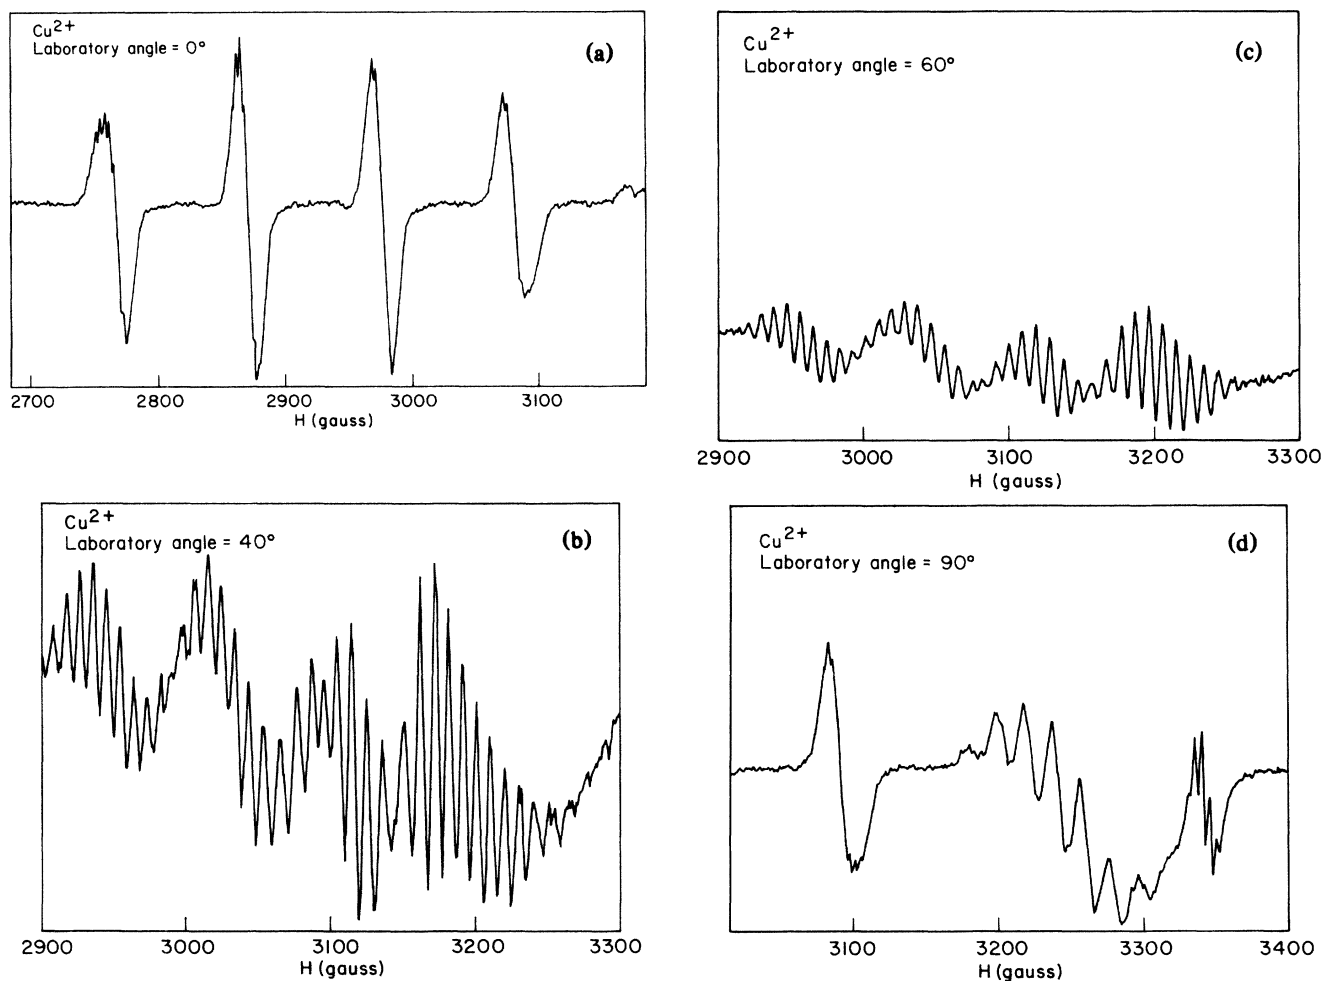 Cu2+
Laboratory angle = 0°
(a)
2700 2800 2900 3000 3100
H (gauss)
Cu2+
Laboratory angle = 60°
(c)
2900 3000 3100 3200 3300
H (gauss)
Cu2+
Laboratory angle = 40°
(b)
2900 3000 3100 3200 3300
H (gauss)
Cu2+
Laboratory angle = 90°
(d)
3100 3200 3300 3400
H (gauss)